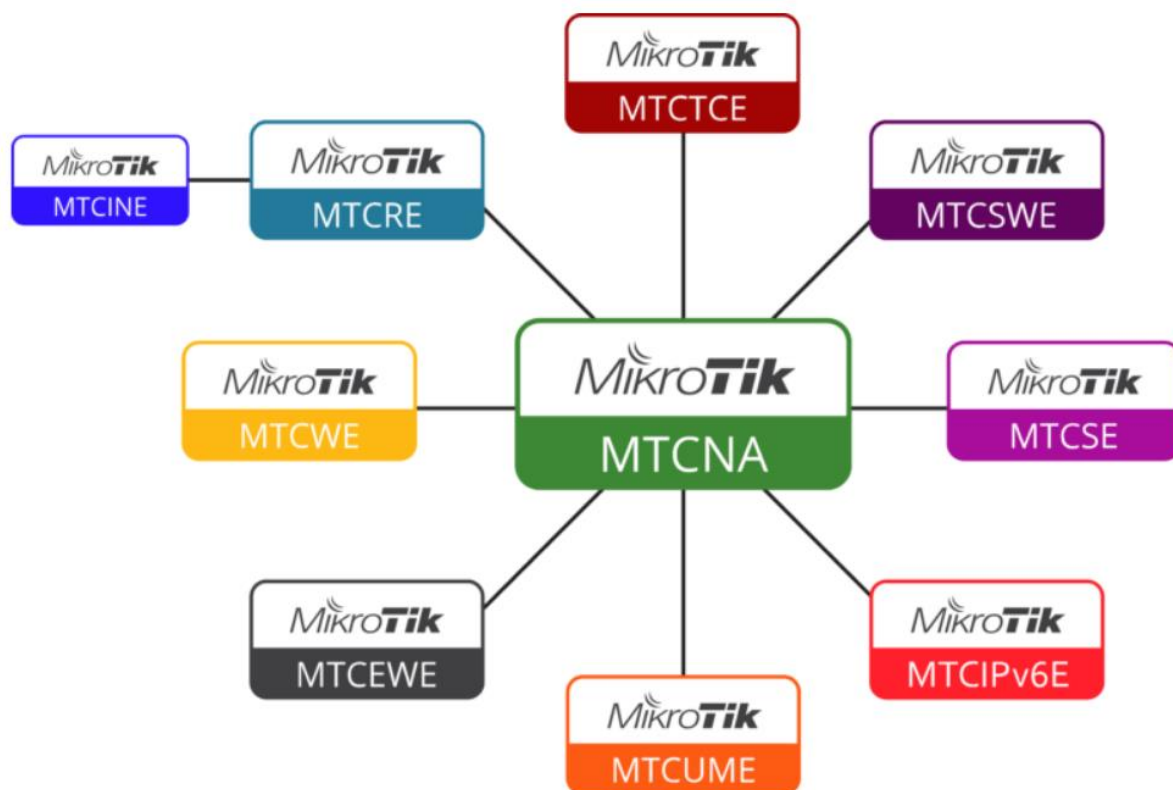 MikroTik
MTCTCE
MikroTik
MTCINE
MikroTik
MTCRE
MikroTik
MTCSWE
MikroTik
MTCWE
MikroTik
MTCNA
MikroTik
MTCSE
MikroTik
MTCEWE
MikroTik
MTCUME
MikroTik
MTCIPv6E